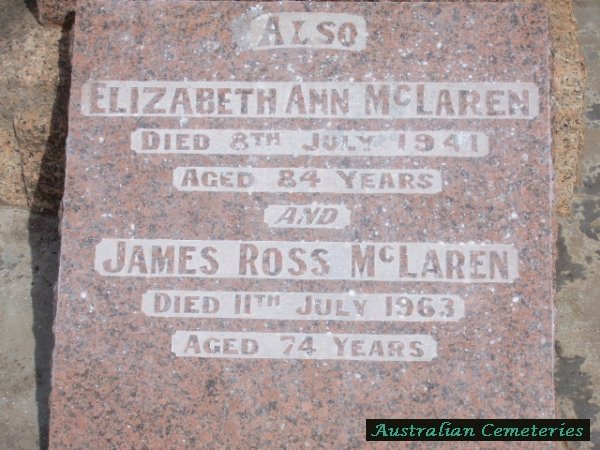 ALSO
ELIZABETH ANN McLAREN
DIED 8TH JULY 1941
AGED 84 YEARS
AND
JAMES ROSS McLAREN
DIED 11TH JULY 1963
AGED 74 YEARS
Australian Cemeteries